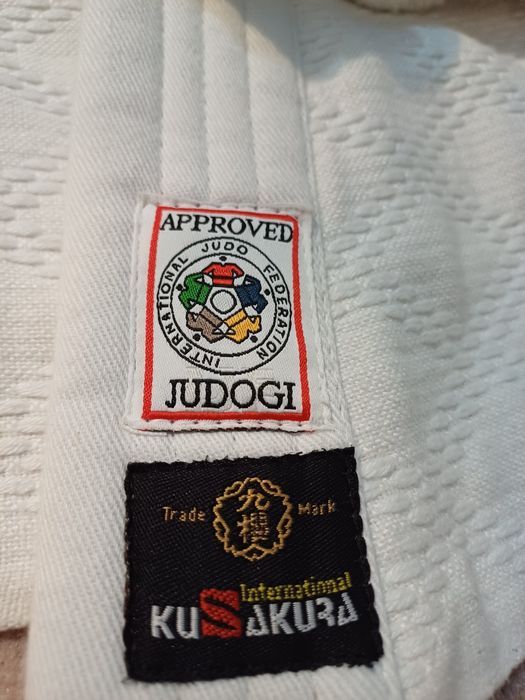 APPROVED
INTERNATIONAL JUDO FEDERATION
JUDOGI
Trade 九櫻 Mark
International
KUSAKURA